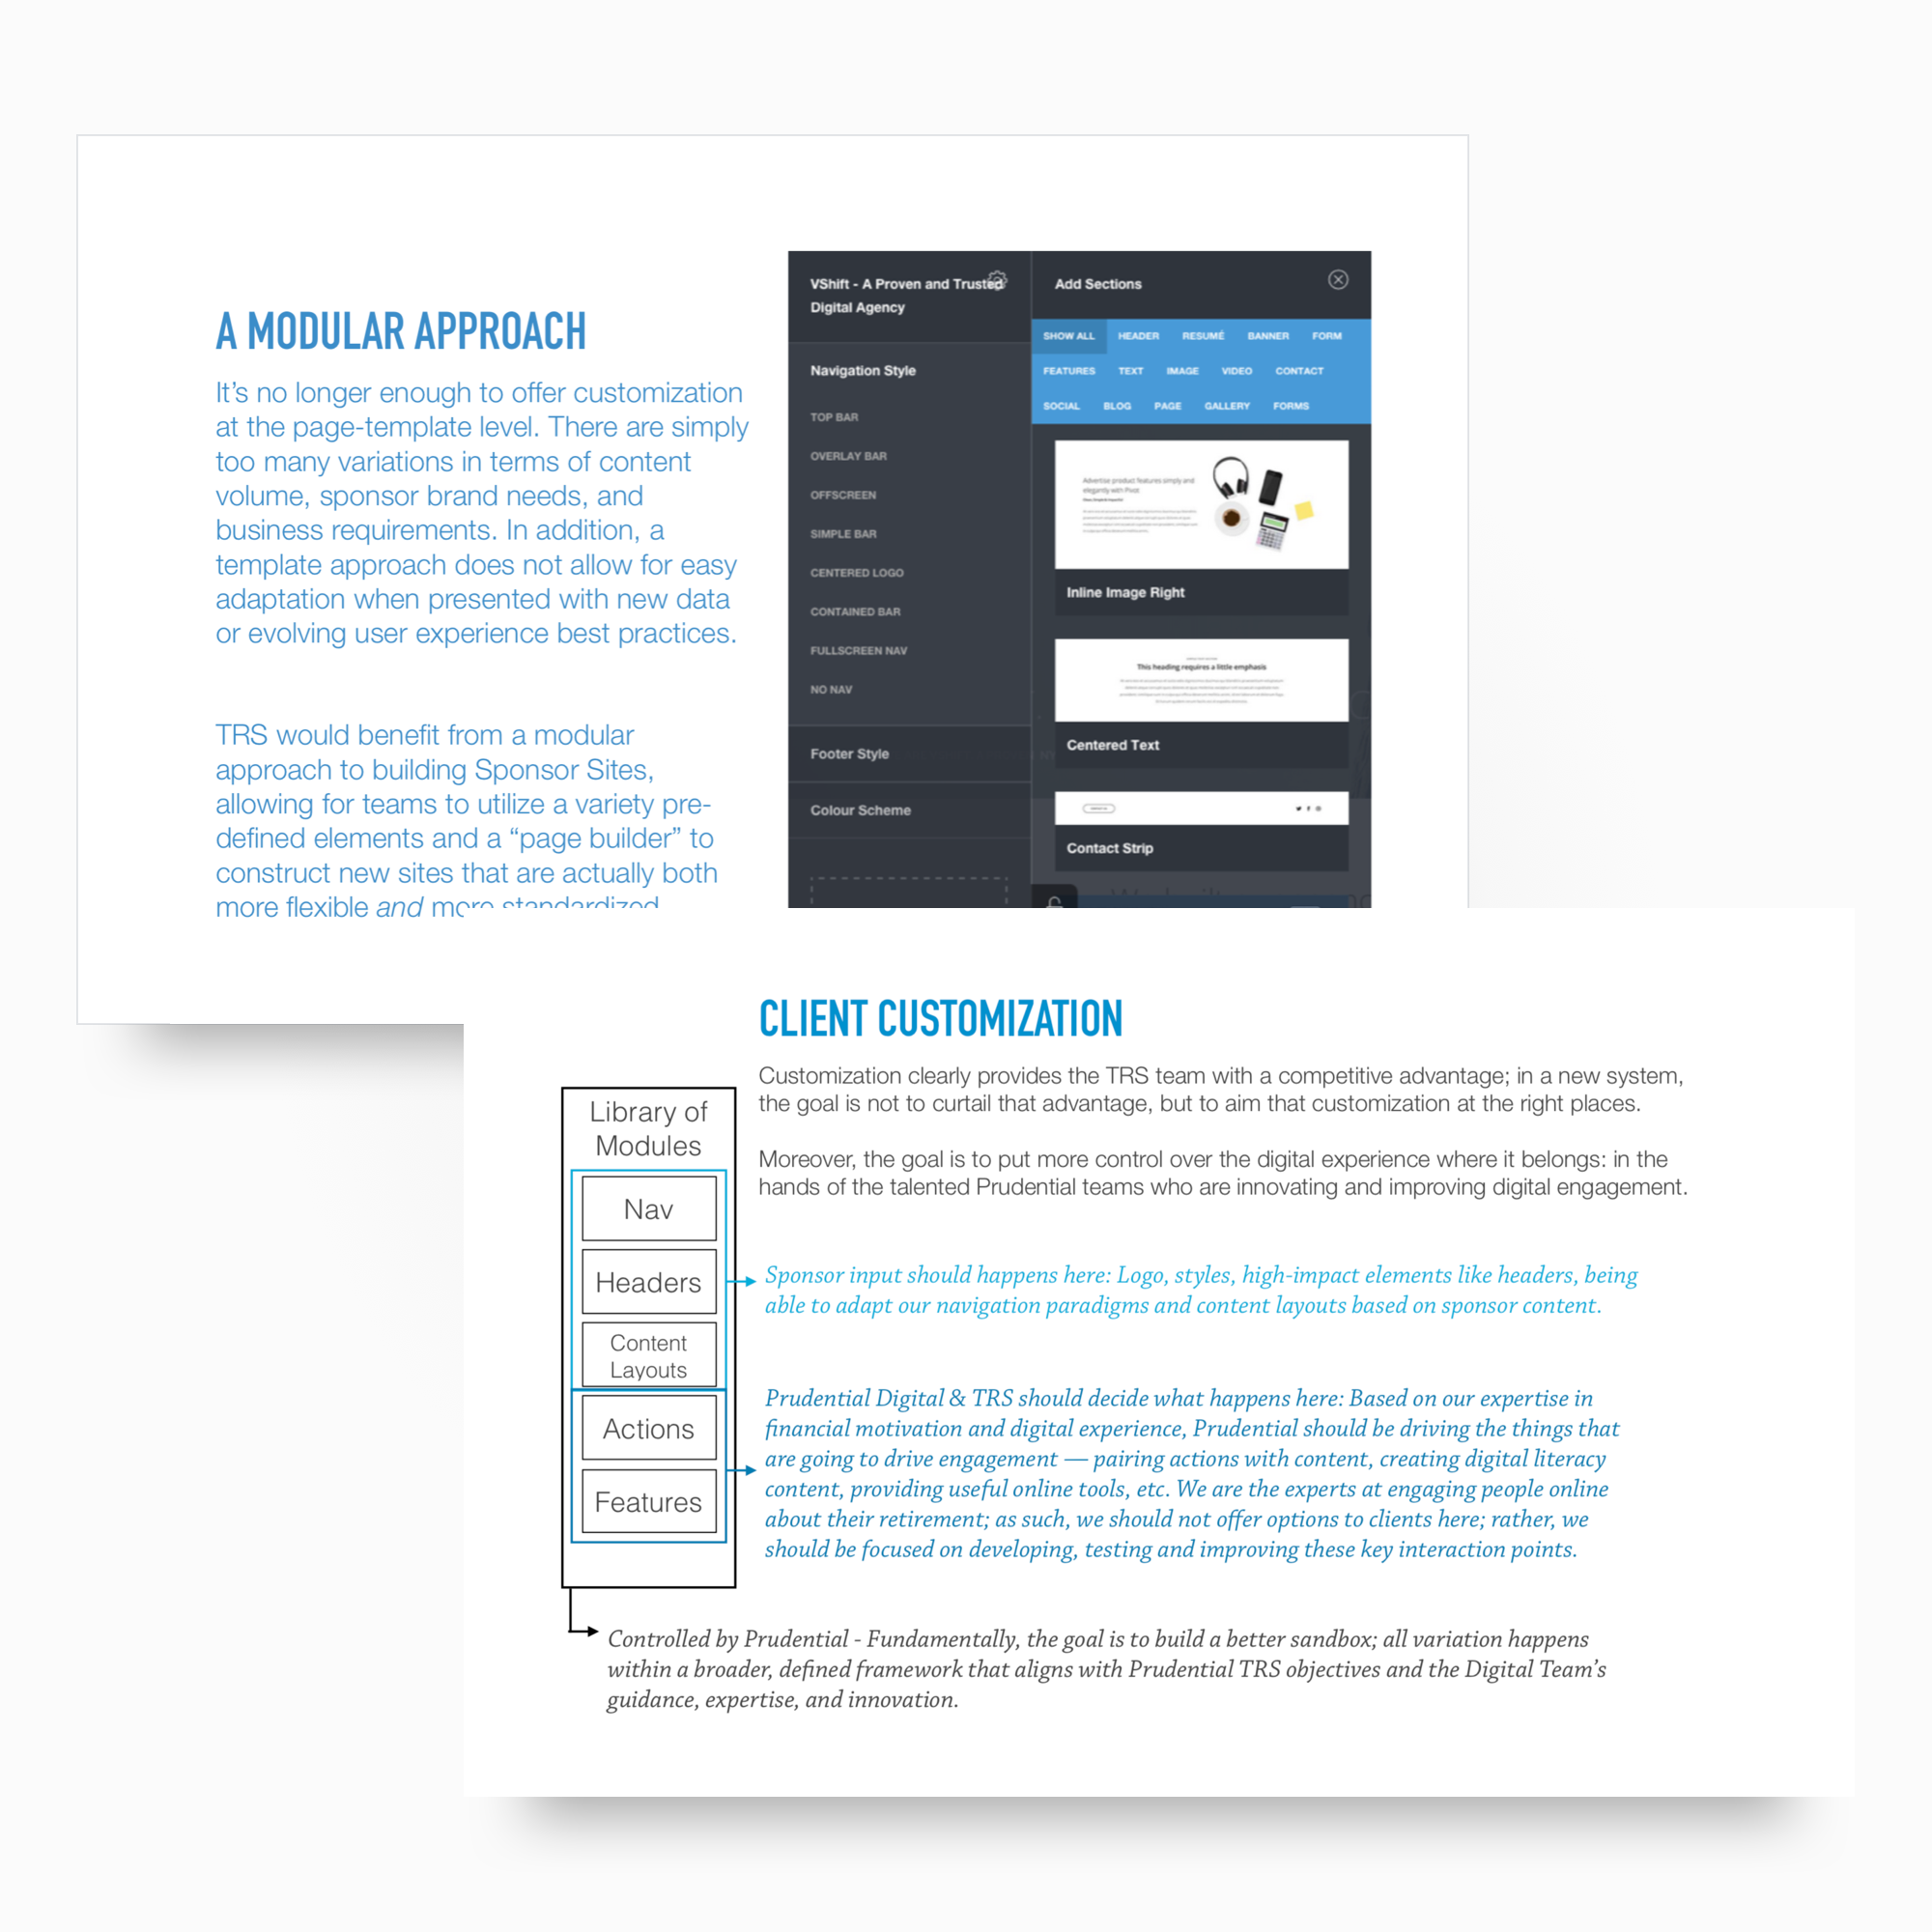 A MODULAR APPROACH
It's no longer enough to offer customization
at the page-template level. There are simply
too many variations in terms of content
volume, sponsor brand needs, and
business requirements. In addition, a
template approach does not allow for easy
adaptation when presented with new data
or evolving user experience best practices.
TRS would benefit from a modular
approach to building Sponsor Sites,
allowing for teams to utilize a variety pre-
defined elements and a “page builder” to
construct new sites that are actually both
more flexible and more standardized
VShift - A Proven and Trusted
Digital Agency
Navigation Style
TOP BAR
OVERLAY BAR
OFFSCREEN
SIMPLE BAR
CENTERED LOGO
CONTAINED BAR
FULLSCREEN NAV
NO NAV
Footer Style
Colour Scheme
Add Sections
SHOW ALL HEADER RESUMÉ BANNER FORM
FEATURES TEXT IMAGE VIDEO CONTACT
SOCIAL BLOG PAGE GALLERY FORMS
Advertise product features simply and
elegantly with Pivot.
Inline Image Right
This heading requires a little emphasis
Centered Text
Contact Strip
CLIENT CUSTOMIZATION
Customization clearly provides the TRS team with a competitive advantage; in a new system,
the goal is not to curtail that advantage, but to aim that customization at the right places.
Moreover, the goal is to put more control over the digital experience where it belongs: in the
hands of the talented Prudential teams who are innovating and improving digital engagement.
Library of
Modules
Nav
Headers
Content
Layouts
Actions
Features
Sponsor input should happens here: Logo, styles, high-impact elements like headers, being
able to adapt our navigation paradigms and content layouts based on sponsor content.
Prudential Digital & TRS should decide what happens here: Based on our expertise in
financial motivation and digital experience, Prudential should be driving the things that
are going to drive engagement — pairing actions with content, creating digital literacy
content, providing useful online tools, etc. We are the experts at engaging people online
about their retirement; as such, we should not offer options to clients here; rather, we
should be focused on developing, testing and improving these key interaction points.
Controlled by Prudential - Fundamentally, the goal is to build a better sandbox; all variation happens
within a broader, defined framework that aligns with Prudential TRS objectives and the Digital Team’s
guidance, expertise, and innovation.